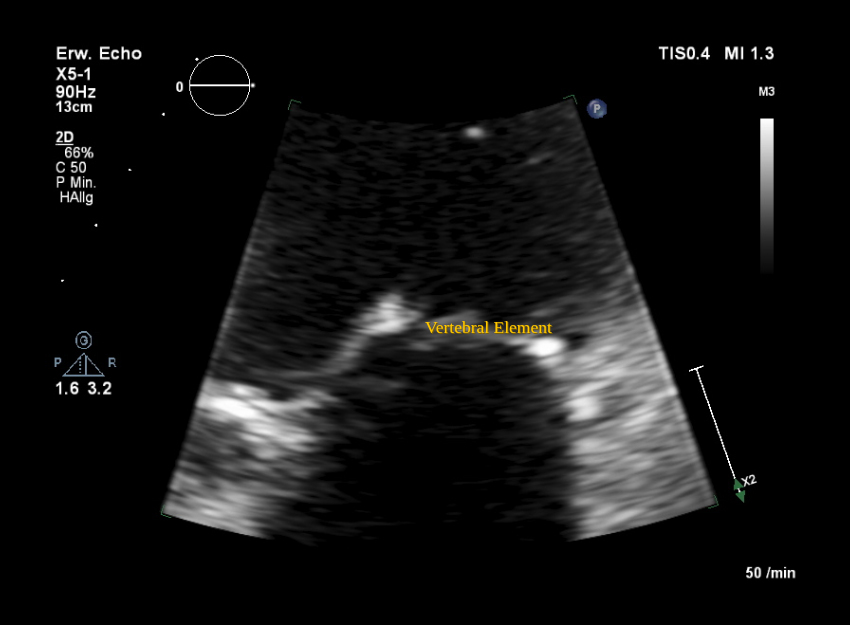 Erw. Echo
X5-1
90Hz
13cm
2D
66%
C 50
P Min.
HAllg
0
TIS0.4 MI 1.3
M3
P
Vertebral Element
G
P R
1.6 3.2
X2
50 /min